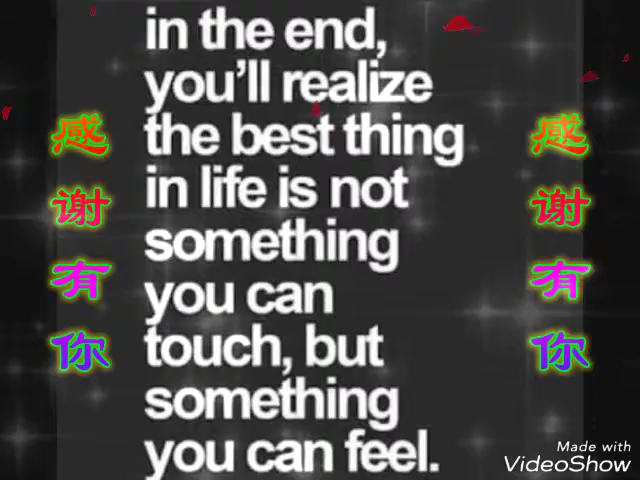 in the end,
you'll realize
the best thing
in life is not
something
you can
touch, but
something
you can feel.
感谢有你
感谢有你
Made with
VideoShow